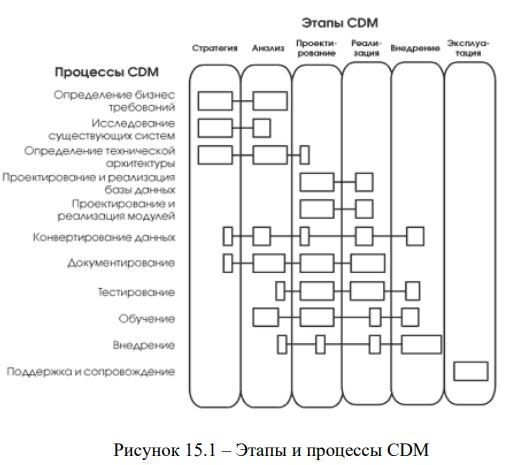 Этапы CDM
Стратегия Анализ Проекти- Реали- Внедрение Эксплуа-
рование зация тация
Процессы CDM
Определение бизнес
требований
Исследование
существующих систем
Определение технической
архитектуры
Проектирование и реализация
базы данных
Проектирование и
реализация модулей
Конвертирование данных
Документирование
Тестирование
Обучение
Внедрение
Поддержка и сопровождение
Рисунок 15.1 – Этапы и процессы CDM